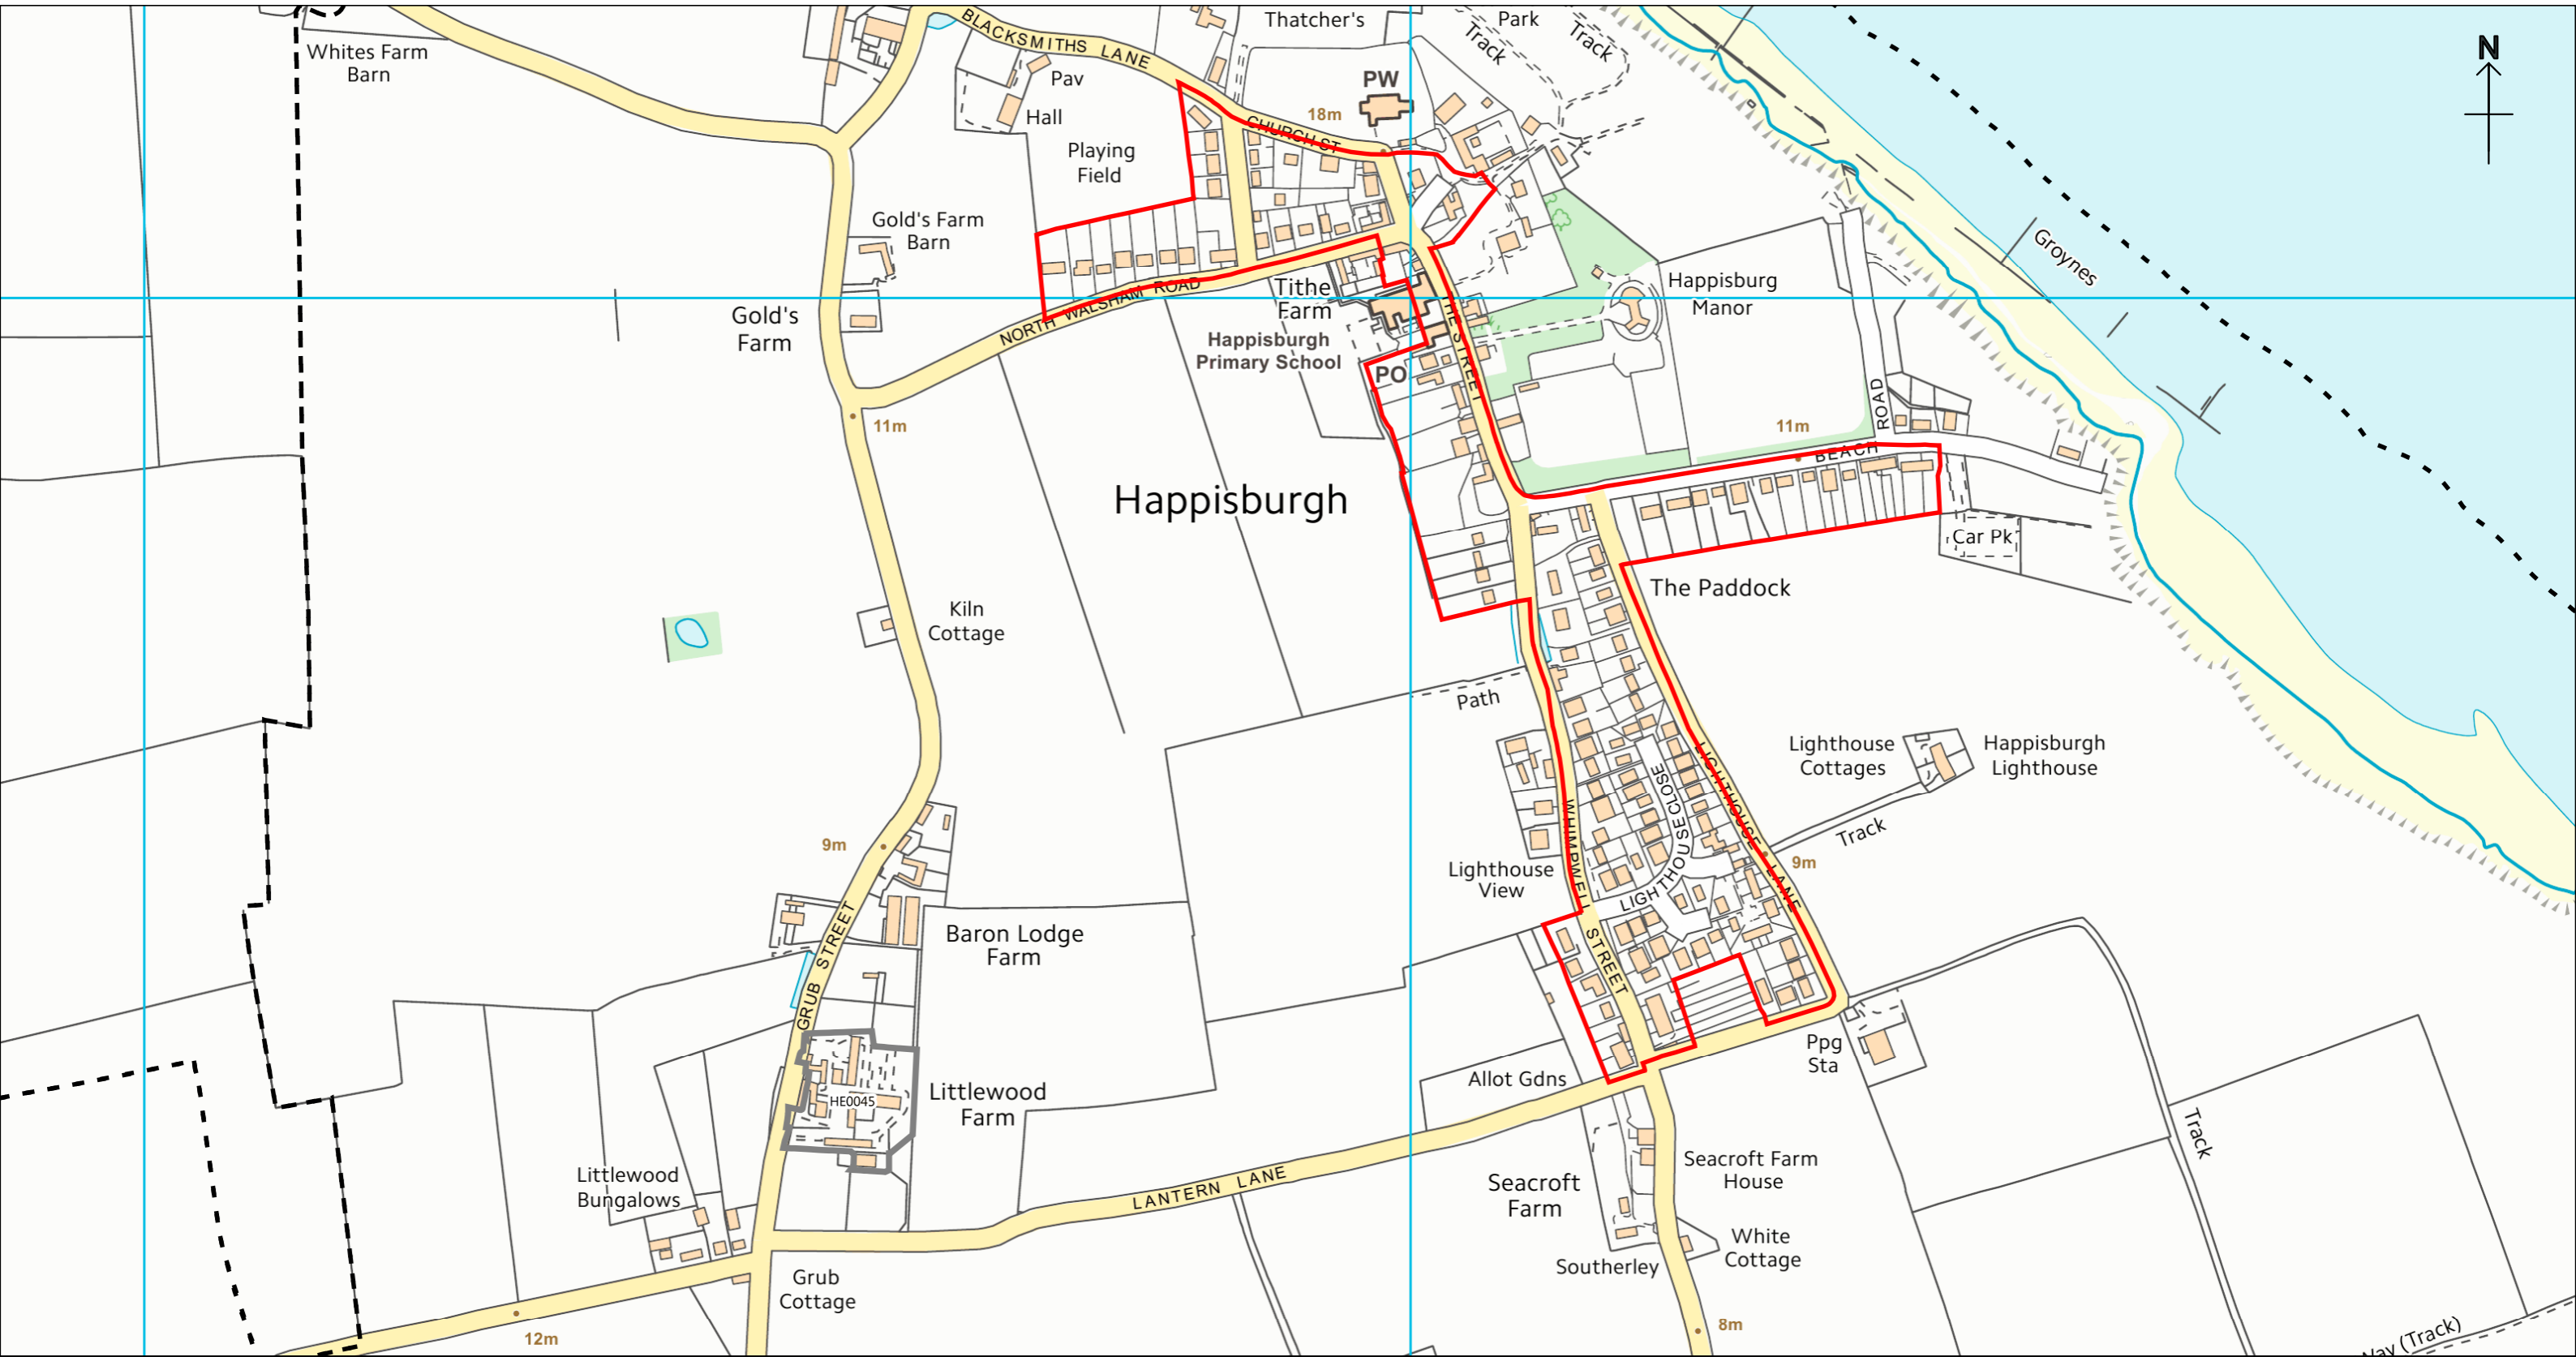 BLACKSMITHS LANE
Thatcher's
Park
Track
Track
N
Whites Farm
Barn
Pav
PW
Hall
18m
CHURCH ST
Playing
Field
Gold's Farm
Barn
Groynes
Happisburg
Manor
Tithe
Farm
NORTH WALSHAM ROAD
Gold's
Farm
THE STREET
Happisburgh
Primary School
PO
ROAD
11m
11m
BEACH
Happisburgh
Car Pk
The Paddock
Kiln
Cottage
Path
Lighthouse
Cottages
Happisburgh
Lighthouse
LIGHTHOUSE CLOSE
LIGHTHOUSE LANE
WHIMPWELL STREET
Track
9m
9m
Lighthouse
View
GRUB STREET
Baron Lodge
Farm
Ppg
Sta
Allot Gdns
HE0045
Littlewood
Farm
Track
Littlewood
Bungalows
LANTERN LANE
Seacroft
Farm
Seacroft Farm
House
White
Cottage
Southerley
Grub
Cottage
12m
8m
Way (Track)